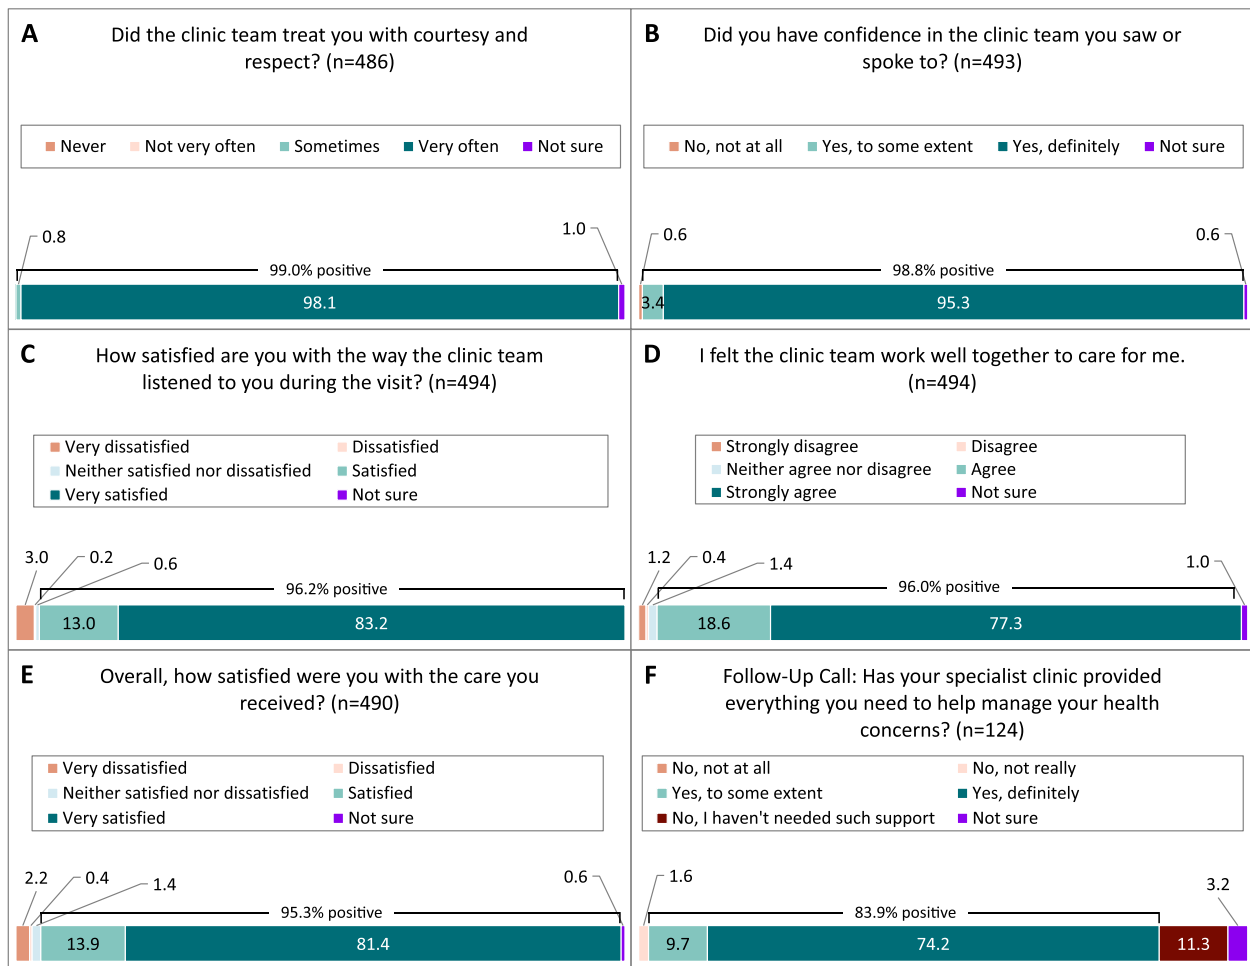 A
Did the clinic team treat you with courtesy and
respect? (n=486)
Never
Not very often
Sometimes
Very often
Not sure
0.8
1.0
99.0% positive
98.1
B
Did you have confidence in the clinic team you saw or
spoke to? (n=493)
No, not at all
Yes, to some extent
Yes, definitely
Not sure
0.6
0.6
98.8% positive
3.4
95.3
C
How satisfied are you with the way the clinic team
listened to you during the visit? (n=494)
Very dissatisfied
Dissatisfied
Neither satisfied nor dissatisfied
Satisfied
Very satisfied
Not sure
3.0
0.2
0.6
96.2% positive
13.0
83.2
D
I felt the clinic team work well together to care for me.
(n=494)
Strongly disagree
Disagree
Neither agree nor disagree
Agree
Strongly agree
Not sure
1.2
0.4
1.4
1.0
96.0% positive
18.6
77.3
E
Overall, how satisfied were you with the care you
received? (n=490)
Very dissatisfied
Dissatisfied
Neither satisfied nor dissatisfied
Satisfied
Very satisfied
Not sure
2.2
0.4
1.4
0.6
95.3% positive
13.9
81.4
F
Follow-Up Call: Has your specialist clinic provided
everything you need to help manage your health
concerns? (n=124)
No, not at all
No, not really
Yes, to some extent
Yes, definitely
No, I haven't needed such support
Not sure
1.6
3.2
83.9% positive
9.7
74.2
11.3